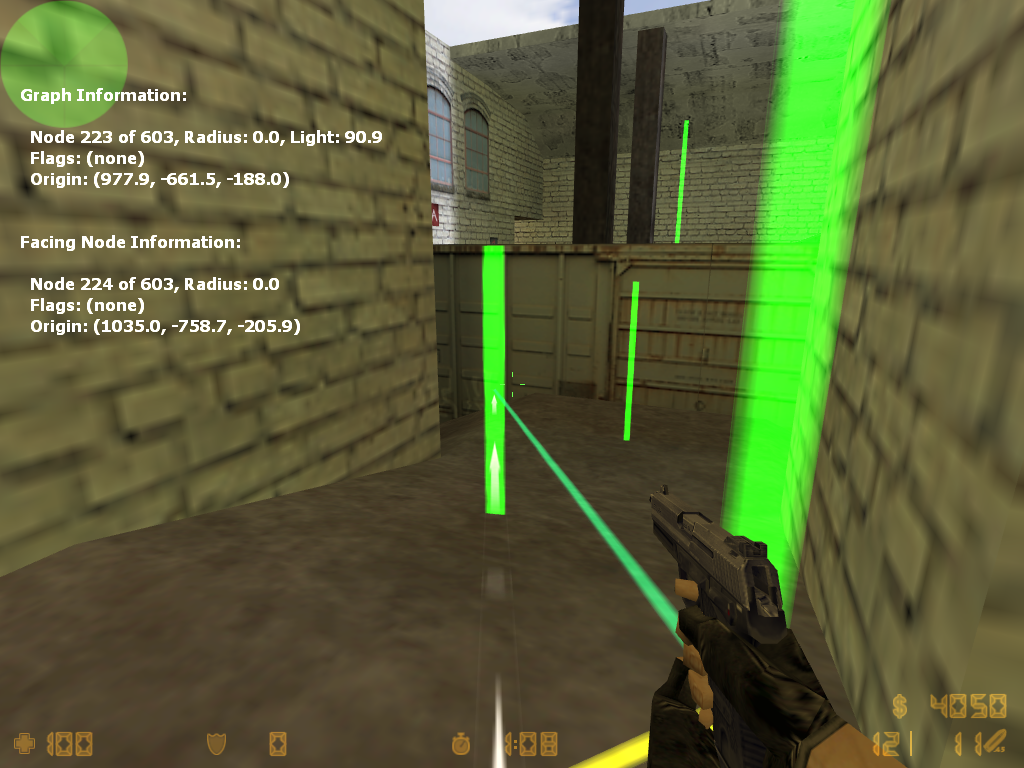 Graph Information:
Node 223 of 603, Radius: 0.0, Light: 90.9
Flags: (none)
Origin: (977.9, -661.5, -188.0)
Facing Node Information:
Node 224 of 603, Radius: 0.0
Flags: (none)
Origin: (1035.0, -758.7, -205.9)
A
$ 4050
100 0 1:08 12| 11